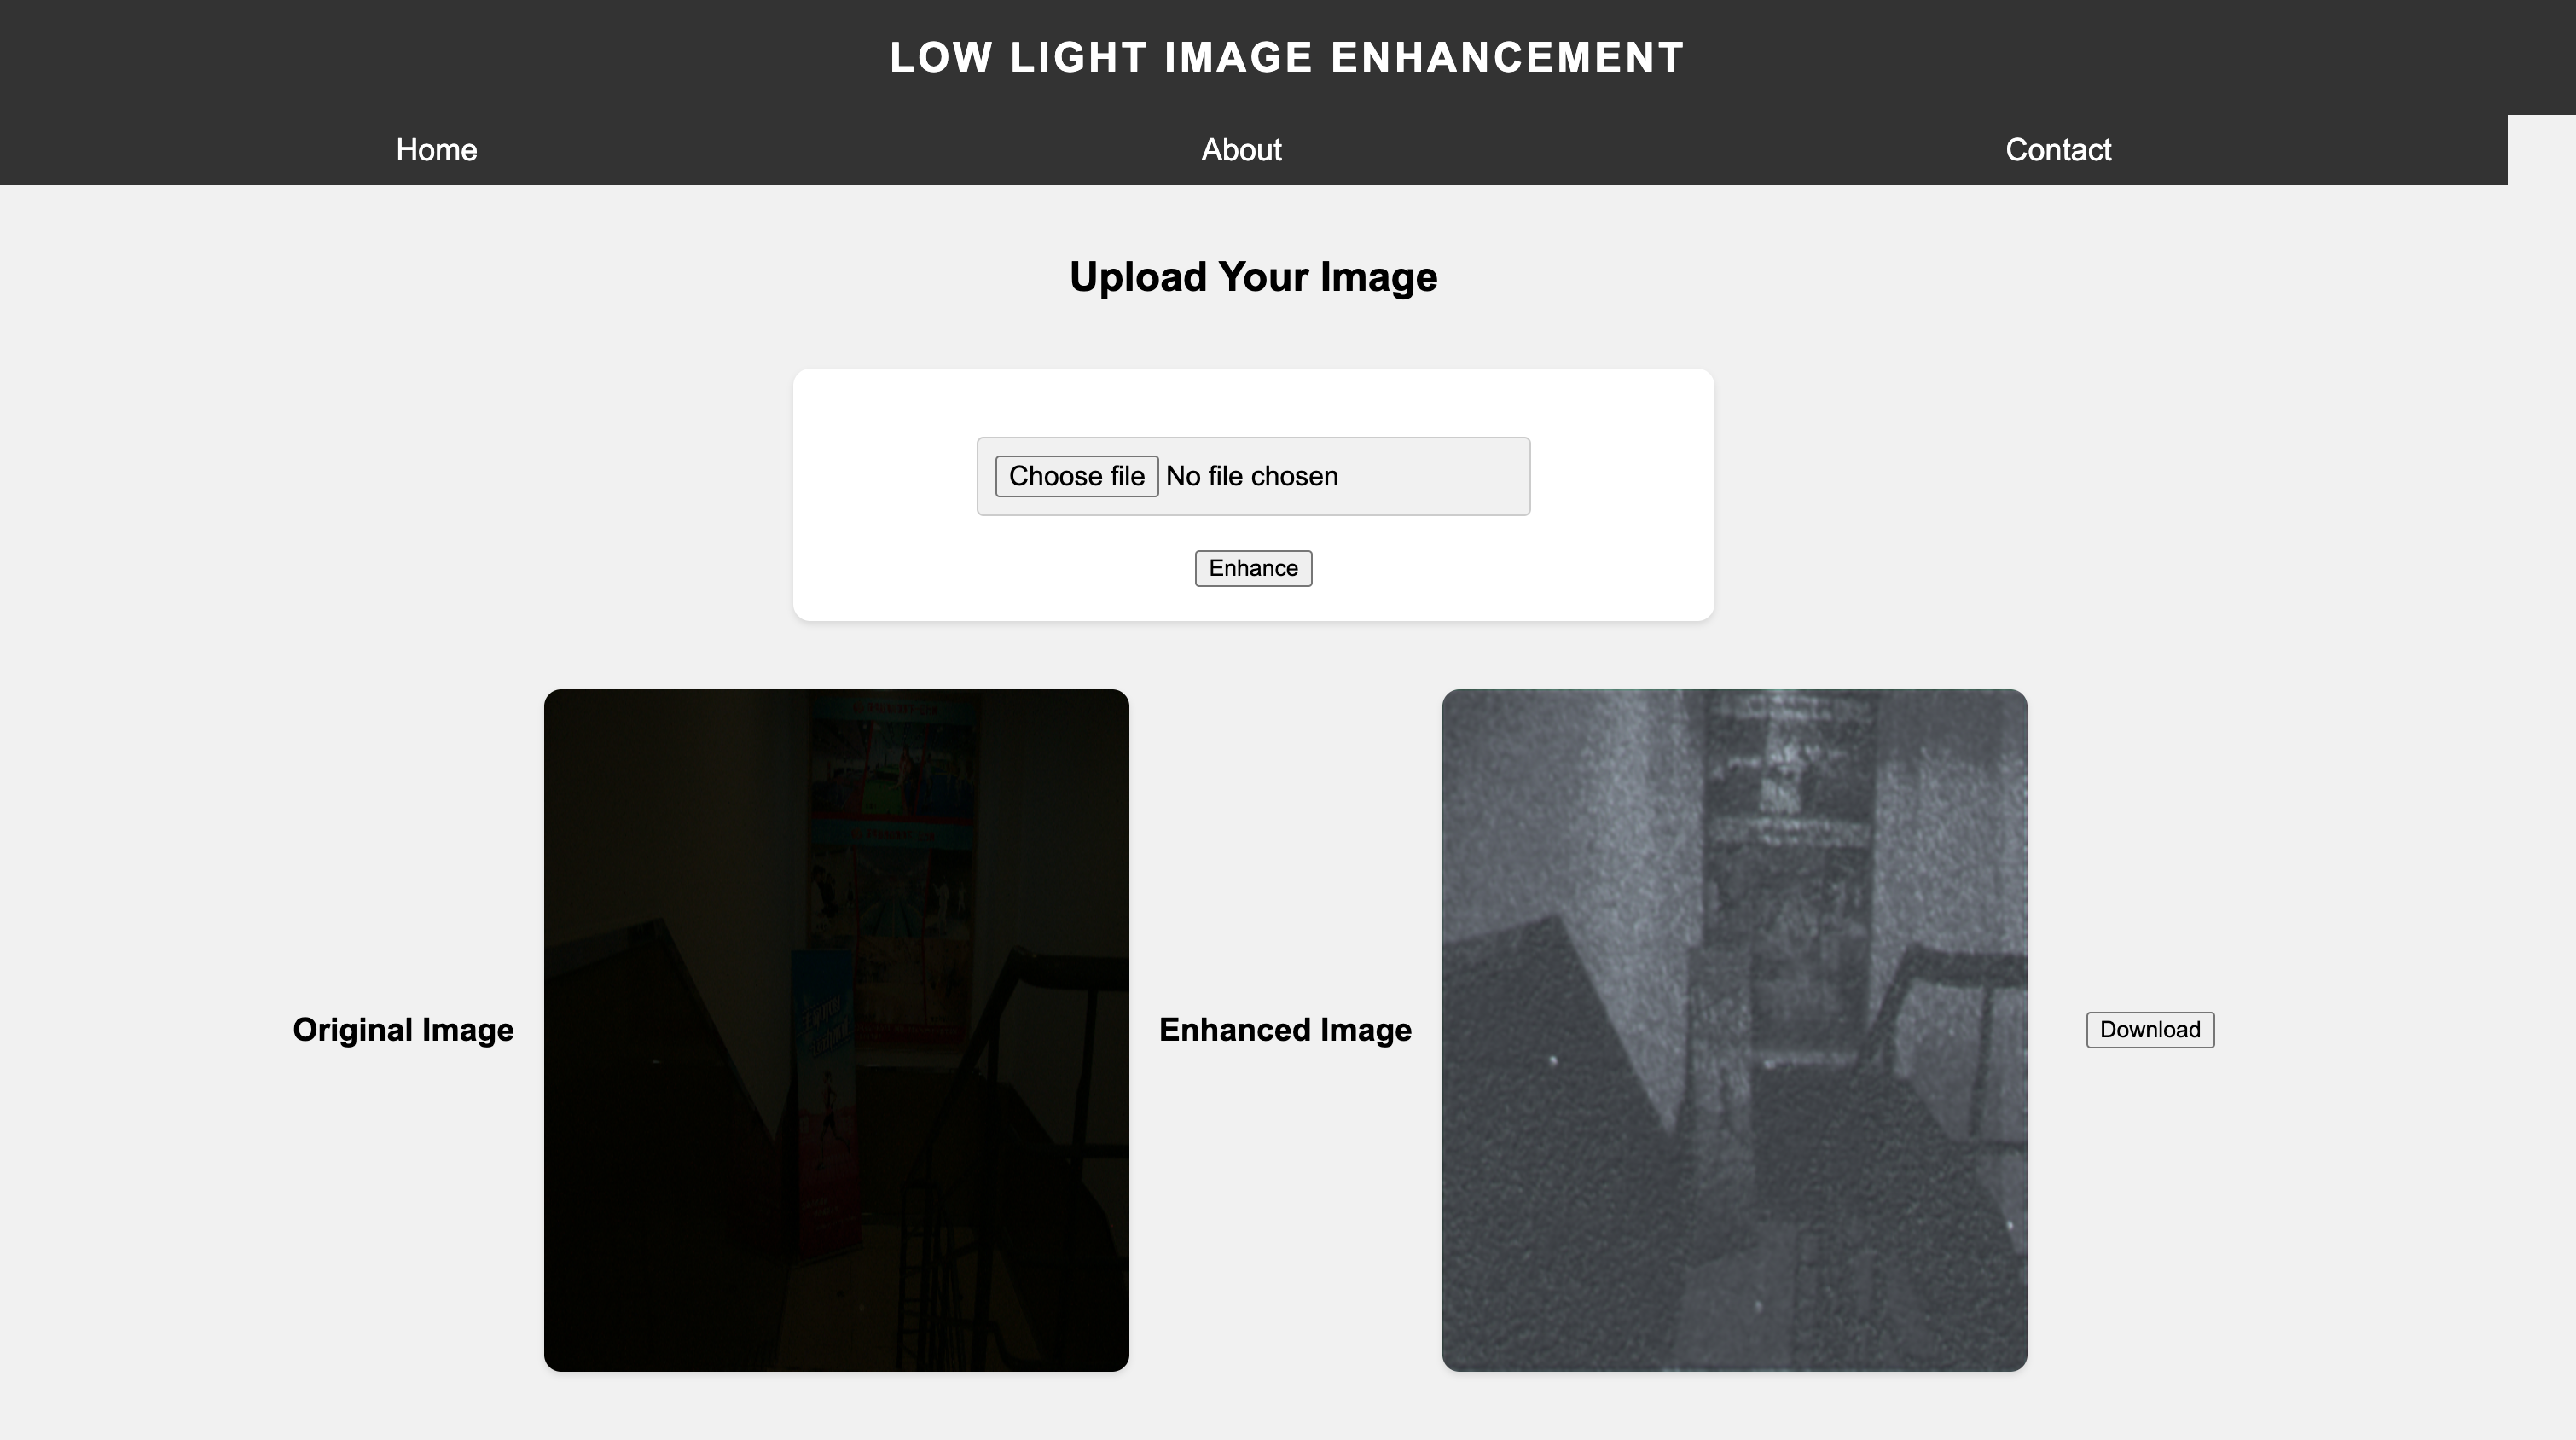 LOW LIGHT IMAGE ENHANCEMENT
Home About Contact
Upload Your Image
Choose file No file chosen
Enhance
Original Image
Enhanced Image
Download